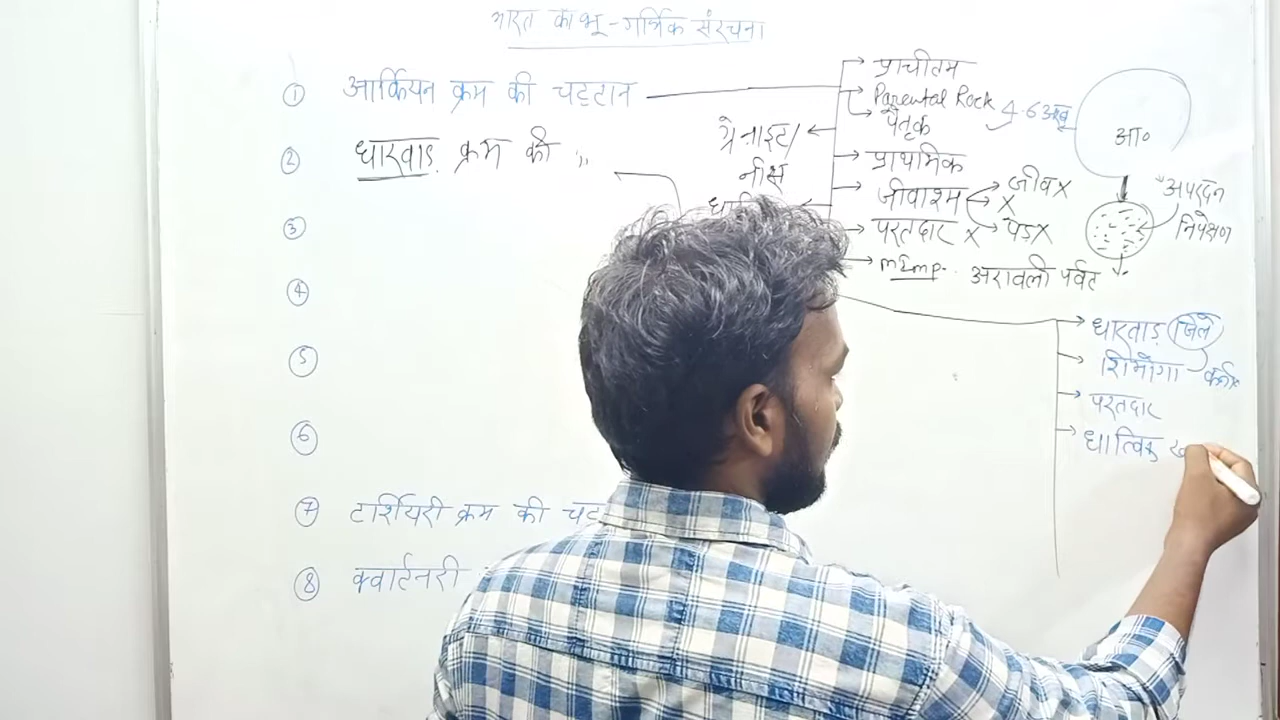 भारत का भू-गर्भिक संरचना
① आर्कियन क्रम की चट्टान
② धारवाड़ क्रम की ,,
③
④
⑤
⑥
⑦ टर्शियरी क्रम की चट
⑧ क्वार्टनरी
प्राचीतम
Parental Rock
पैतृक
ग्रेनाइट/
नीस
प्राथमिक
जीवाश्म x
जीव x
पेड़ x
परतदार x
अरावली पर्वत
4.6 अरब
आ०
"अपरदन
निपेक्षण
धारवाड़ जिले
शिमोगा
परतदार
धात्विक